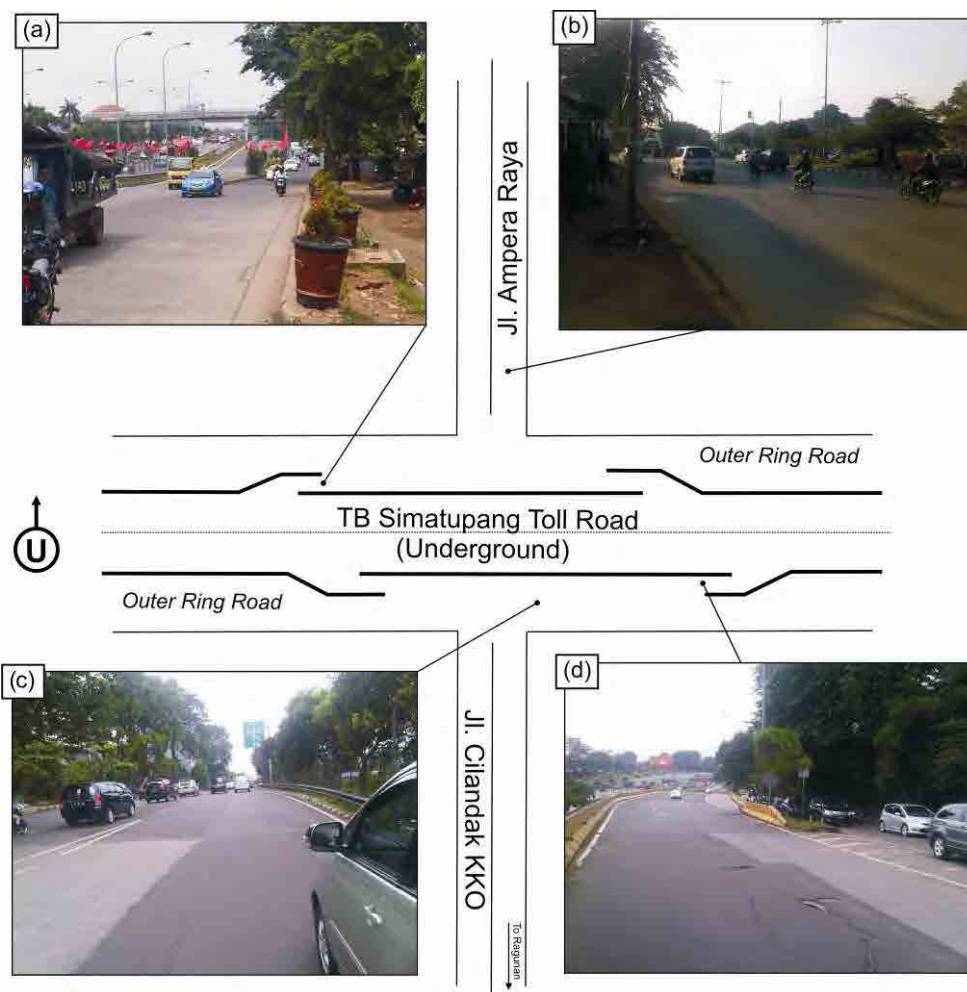 (a)
(b)
Jl. Ampera Raya
Outer Ring Road
TB Simatupang Toll Road
(Underground)
U
Outer Ring Road
(c)
(d)
Jl. Cilandak KKO
To Ragunan